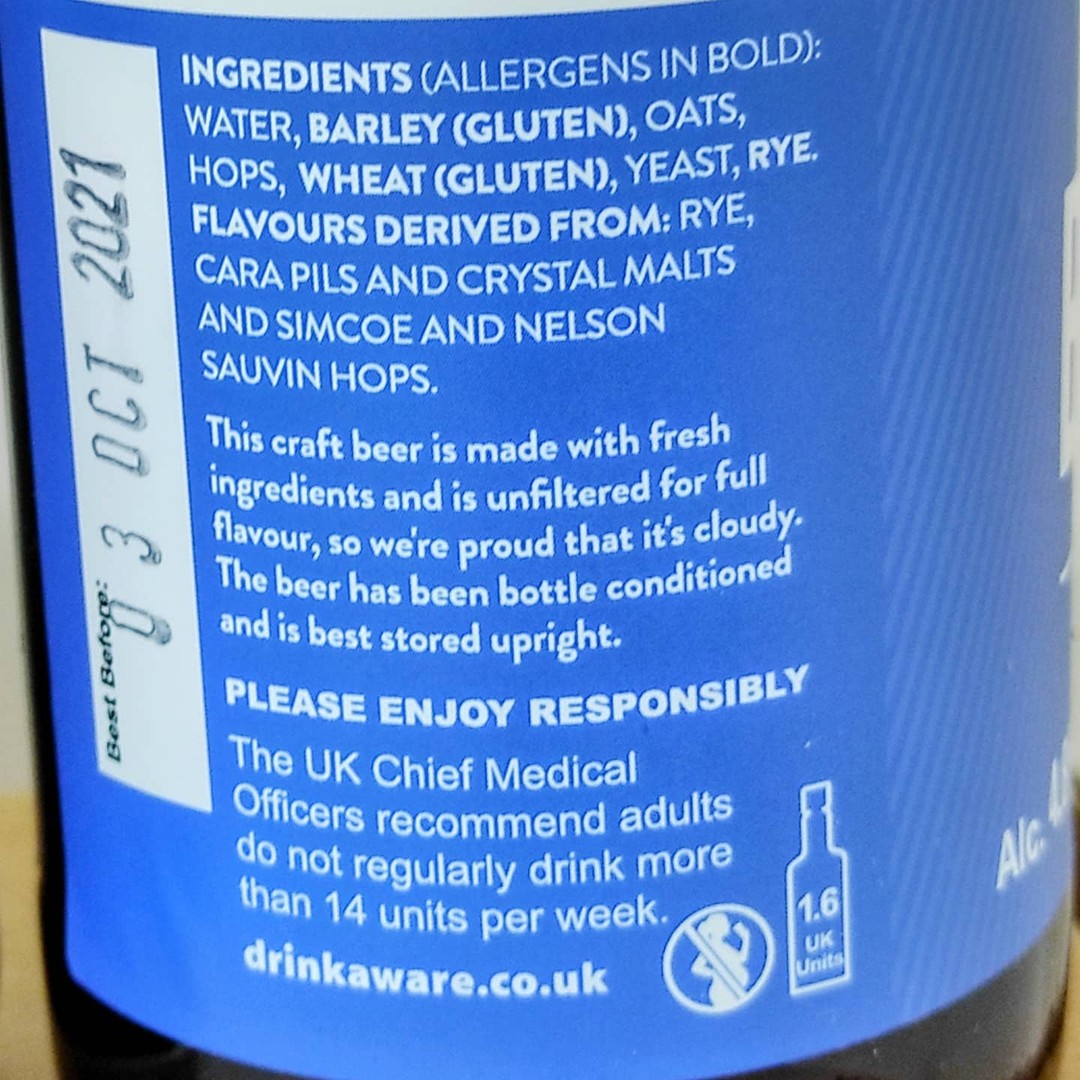 Best Before:
03 OCT 2021
INGREDIENTS (ALLERGENS IN BOLD):
WATER, BARLEY (GLUTEN), OATS,
HOPS, WHEAT (GLUTEN), YEAST, RYE.
FLAVOURS DERIVED FROM: RYE,
CARA PILS AND CRYSTAL MALTS
AND SIMCOE AND NELSON
SAUVIN HOPS.
This craft beer is made with fresh
ingredients and is unfiltered for full
flavour, so we're proud that it's cloudy.
The beer has been bottle conditioned
and is best stored upright.
PLEASE ENJOY RESPONSIBLY
The UK Chief Medical
Officers recommend adults
do not regularly drink more
than 14 units per week.
drinkaware.co.uk
1.6
UK
Units
Alc.